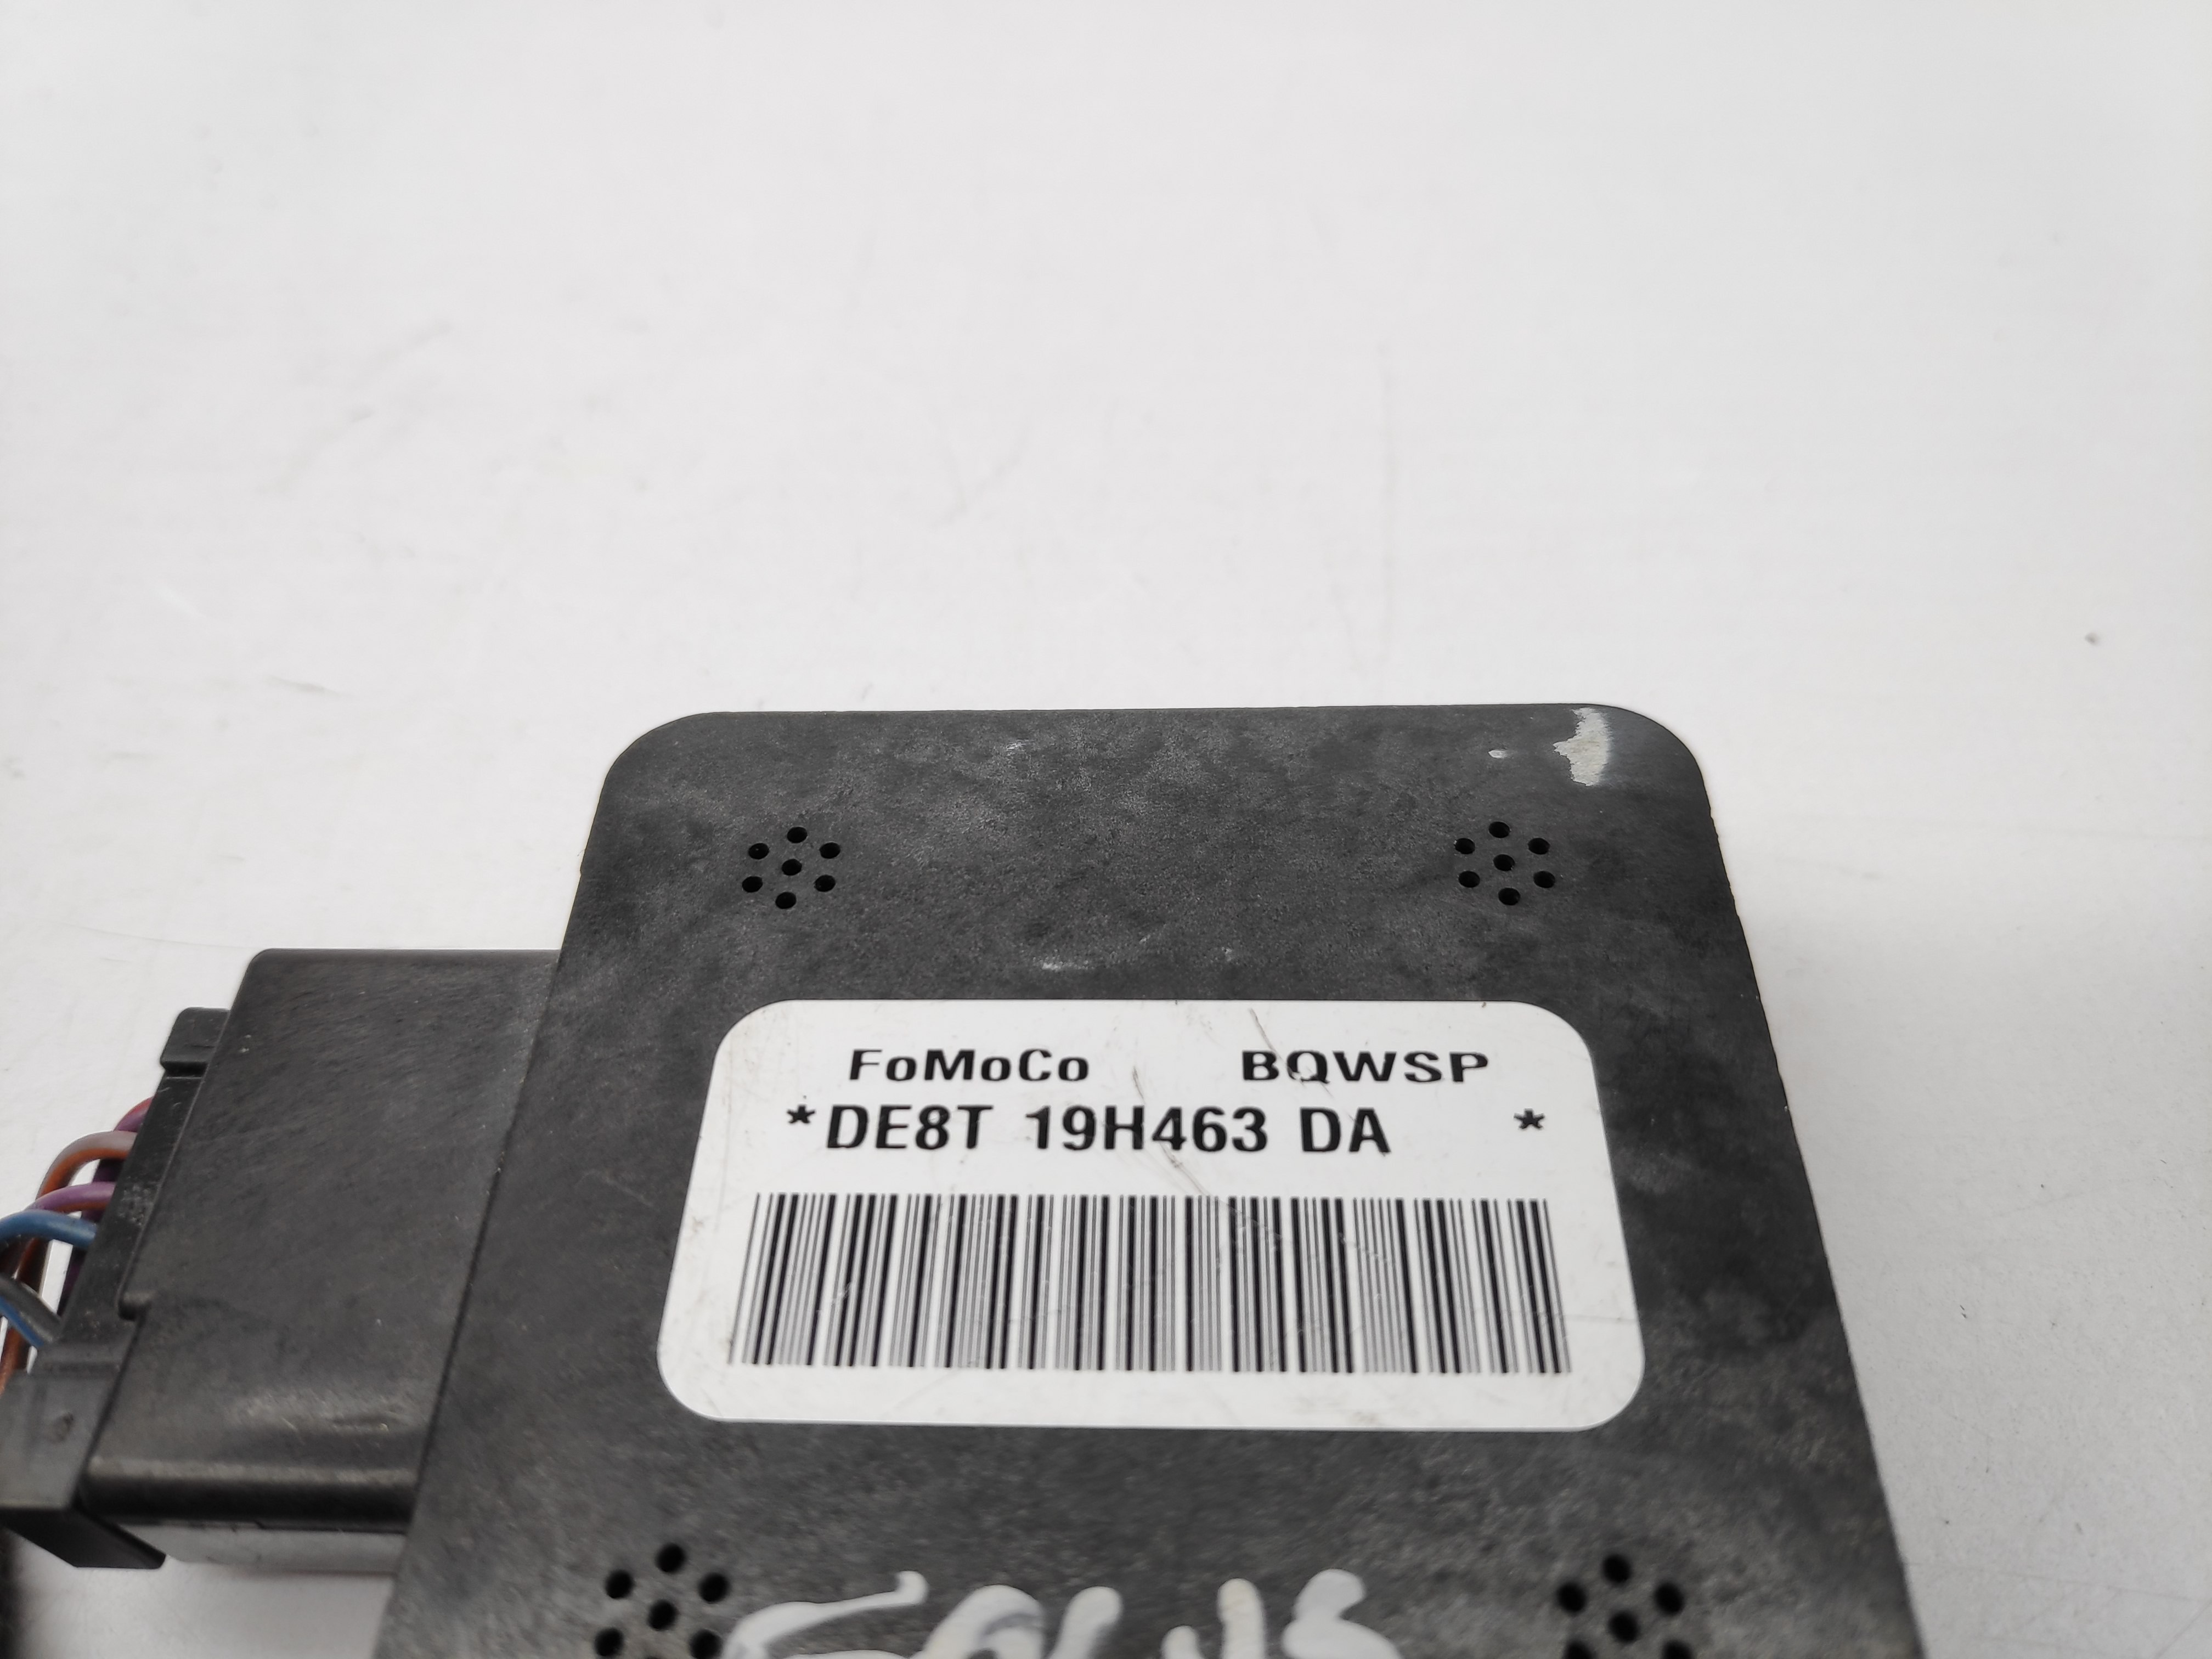 FoMoCo BQWSP
*DE8T 19H463 DA *